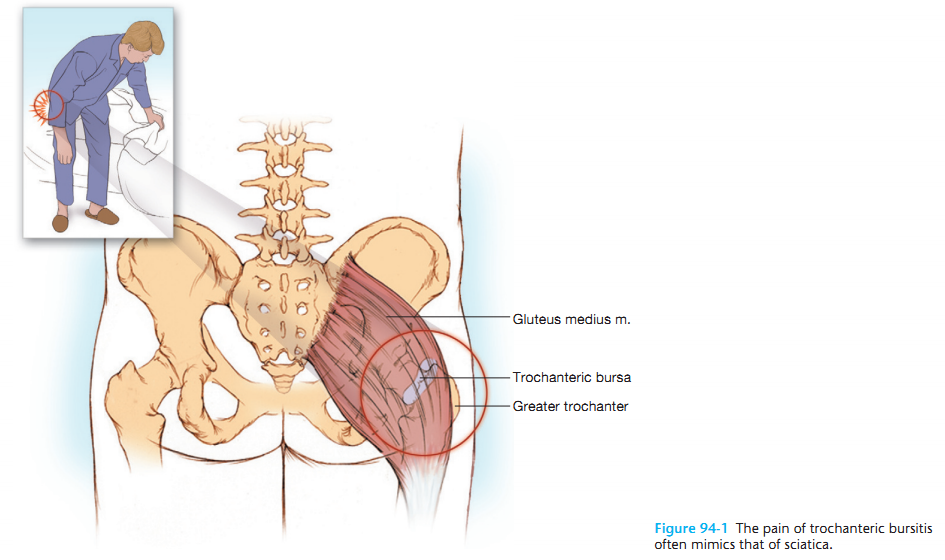 Gluteus medius m.
Trochanteric bursa
Greater trochanter
Figure 94-1 The pain of trochanteric bursitis
often mimics that of sciatica.